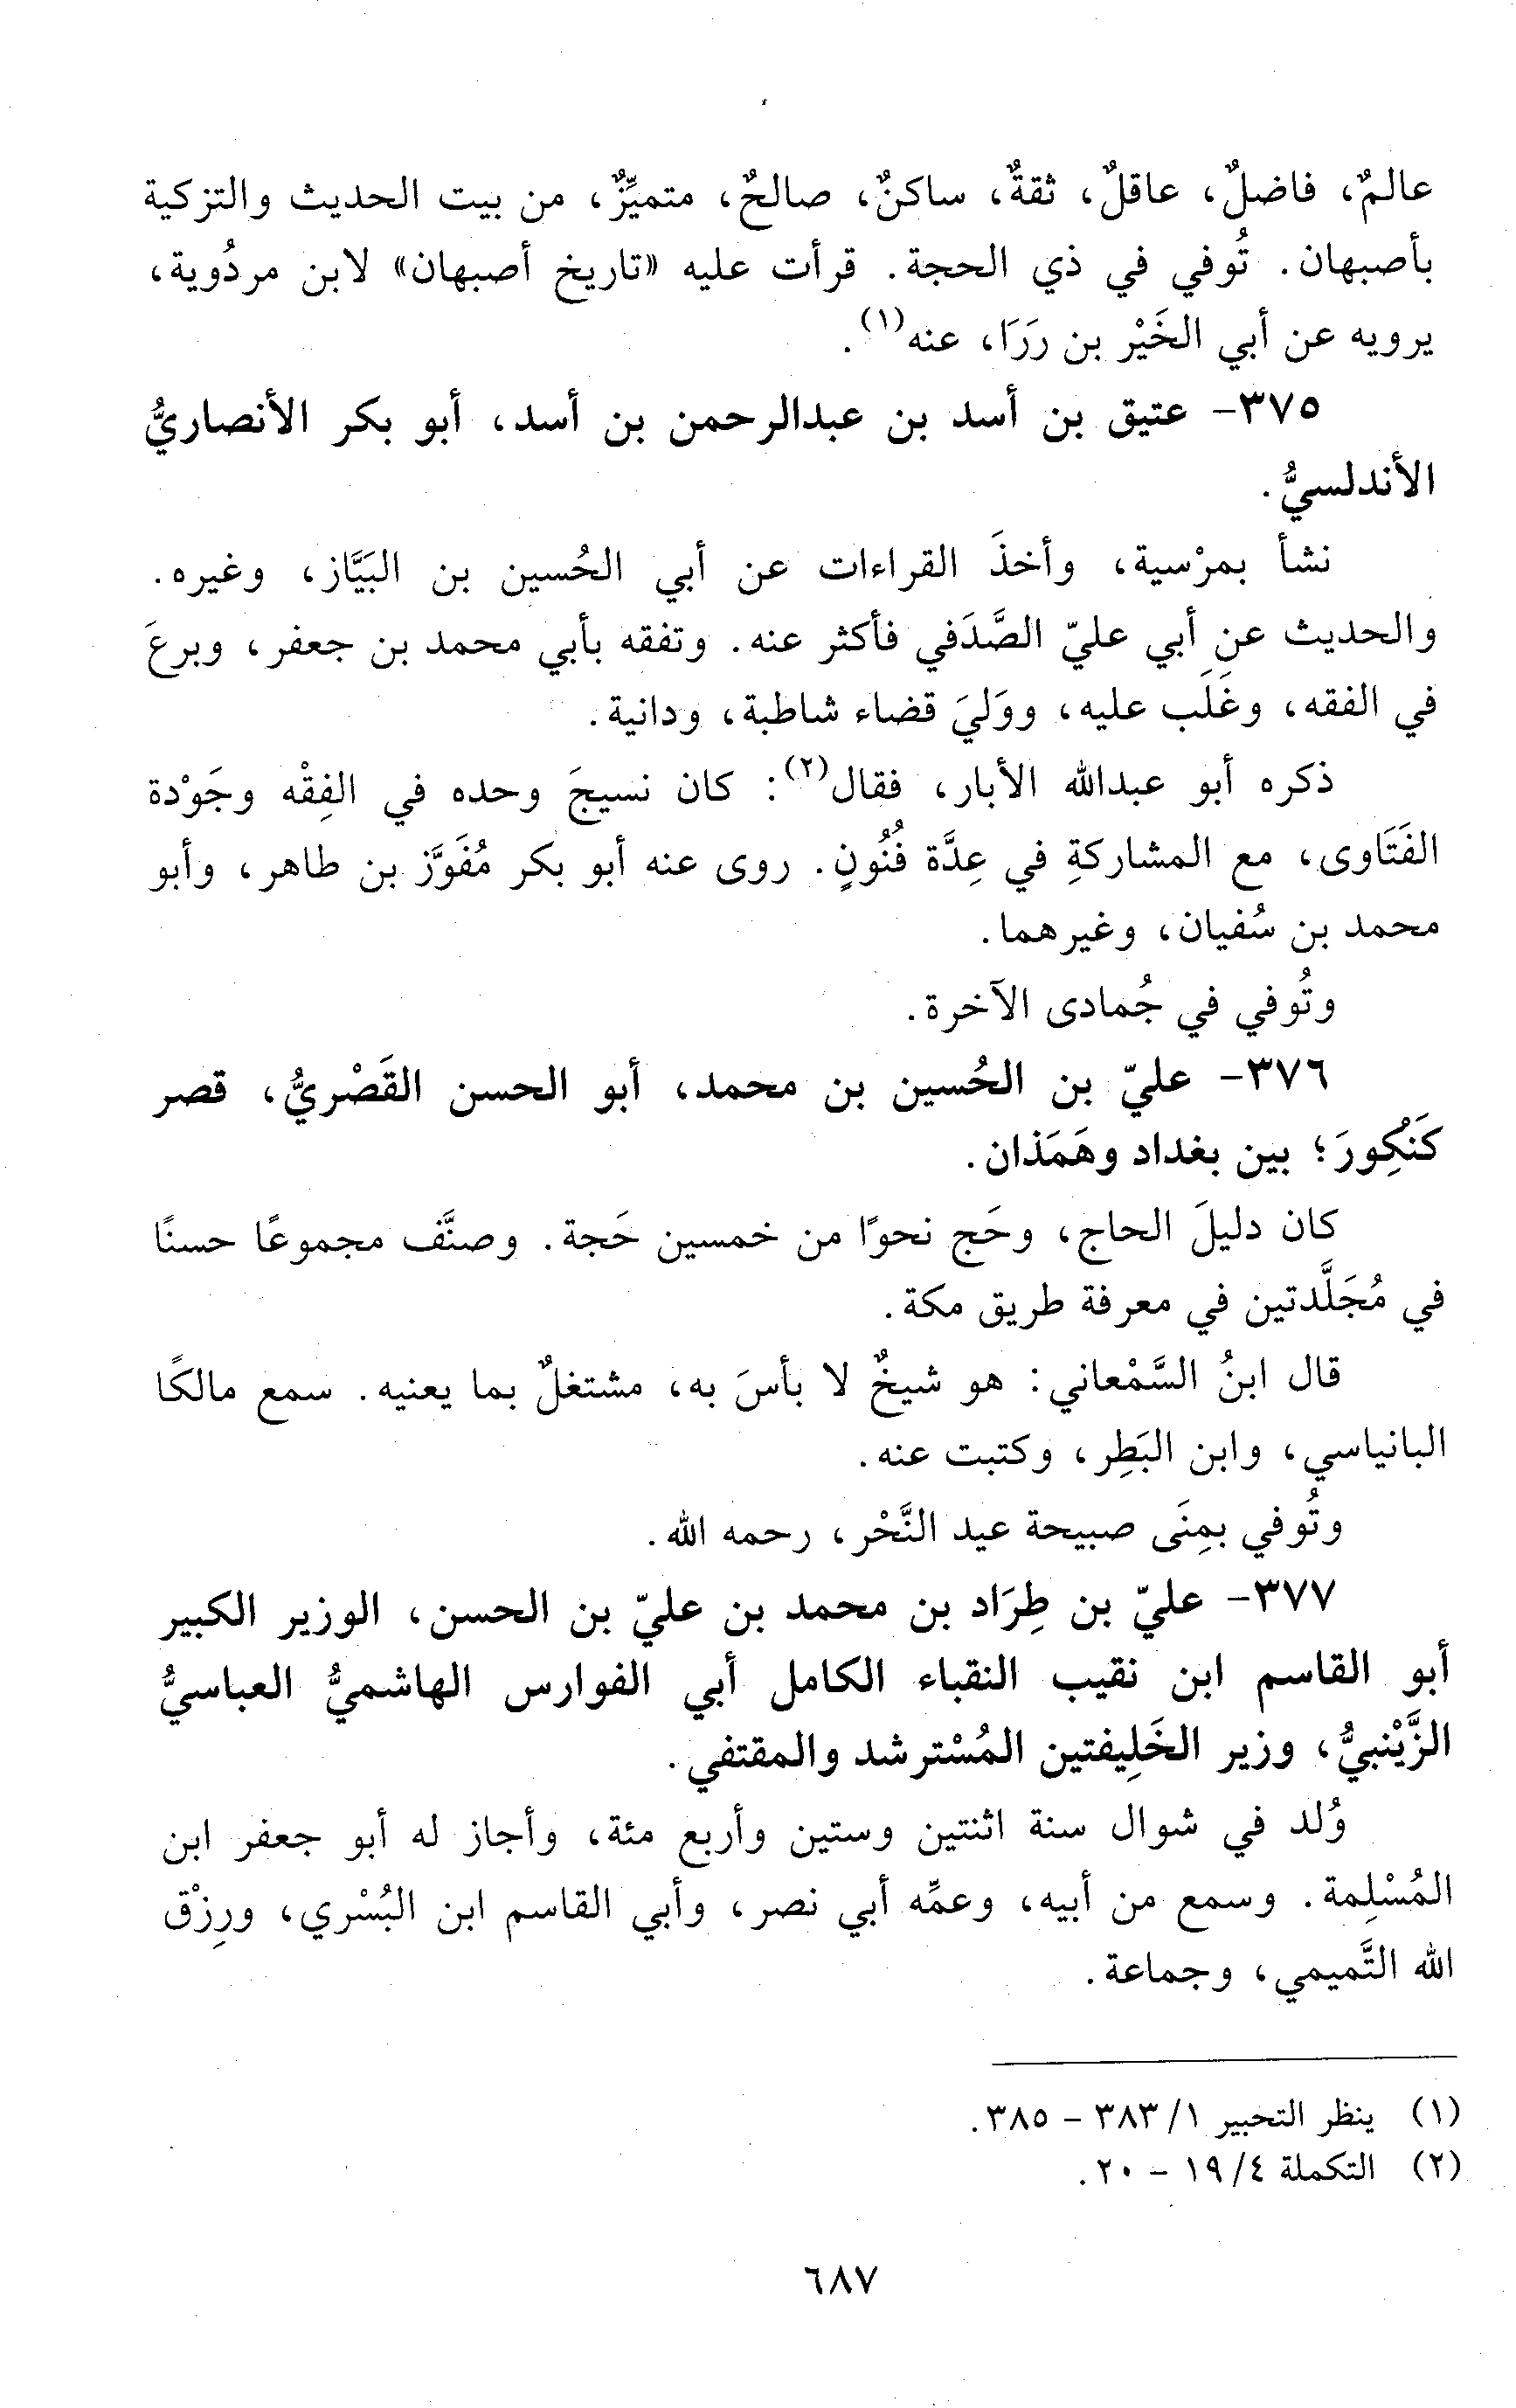 عالمٌ، فاضلٌ، عاقلٌ، ثقةٌ، ساكنٌ، صالحٌ، متميِّزٌ، من بيت الحديث والتزكية
بأصبهان. تُوفي في ذي الحجة. قرأت عليه «تاريخ أصبهان» لابن مردُوية،
يرويه عن أبي الخَيْر بن رَرَا، عنه(١).
٣٧٥- عتيق بن أسد بن عبدالرحمن بن أسد، أبو بكر الأنصاريُّ
الأندلسيُّ.
نشأ بمرْسية، وأخذَ القراءات عن أبي الحُسين بن البَيَّاز، وغيره.
والحديث عن أبي عليّ الصَّدَفي فأكثر عنه. وتفقه بأبي محمد بن جعفر، وبرعَ
في الفقه، وغَلَب عليه، ووَليَ قضاء شاطبة، ودانية.
ذكره أبو عبدالله الأبار، فقال(٢): كان نسيجَ وحده في الفِقْه وجَوْدة
الفَتَاوى، مع المشاركةِ في عِدَّة فُنُونٍ. روى عنه أبو بكر مُفَوَّز بن طاهر، وأبو
محمد بن سُفيان، وغيرهما.
وتُوفي في جُمادى الآخرة.
٣٧٦- عليّ بن الحُسين بن محمد، أبو الحسن القَصْريُّ، قصر
كَنْكِورَ؛ بين بغداد وهَمَذان.
كان دليلَ الحاج، وحَج نحوًا من خمسين حَجة. وصنَّف مجموعًا حسنًا
في مُجَلَّدتين في معرفة طريق مكة.
قال ابنُ السَّمْعاني: هو شيخٌ لا بأسَ به، مشتغلٌ بما يعنيه. سمع مالكًا
البانياسي، وابن البَطِر، وكتبت عنه.
وتُوفي بمِنَى صبيحة عيد النَّحْر، رحمه الله.
٣٧٧- عليّ بن طِرَاد بن محمد بن عليّ بن الحسن، الوزير الكبير
أبو القاسم ابن نقيب النقباء الكامل أبي الفوارس الهاشميُّ العباسيُّ
الزَّيْنبيُّ، وزير الخَلِيفتين المُسْترشد والمقتفي.
وُلد في شوال سنة اثنتين وستين وأربع مئة، وأجاز له أبو جعفر ابن
المُسْلِمة. وسمع من أبيه، وعمِّه أبي نصر، وأبي القاسم ابن البُسْري، ورِزْق
الله التَّميمي، وجماعة.
(١) ينظر التحبير ١/ ٣٨٣ - ٣٨٥.
(٢) التكملة ٤/ ١٩ - ٢٠.
٦٨٧